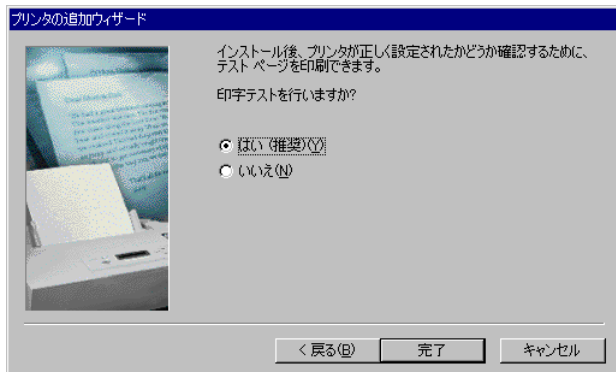 プリンタの追加ウィザード
インストール後、プリンタが正しく設定されたかどうか確認するために、
テスト ページを印刷できます。
印字テストを行いますか?
はい (推奨)(Y)
いいえ(N)
< 戻る(B)
完了
キャンセル